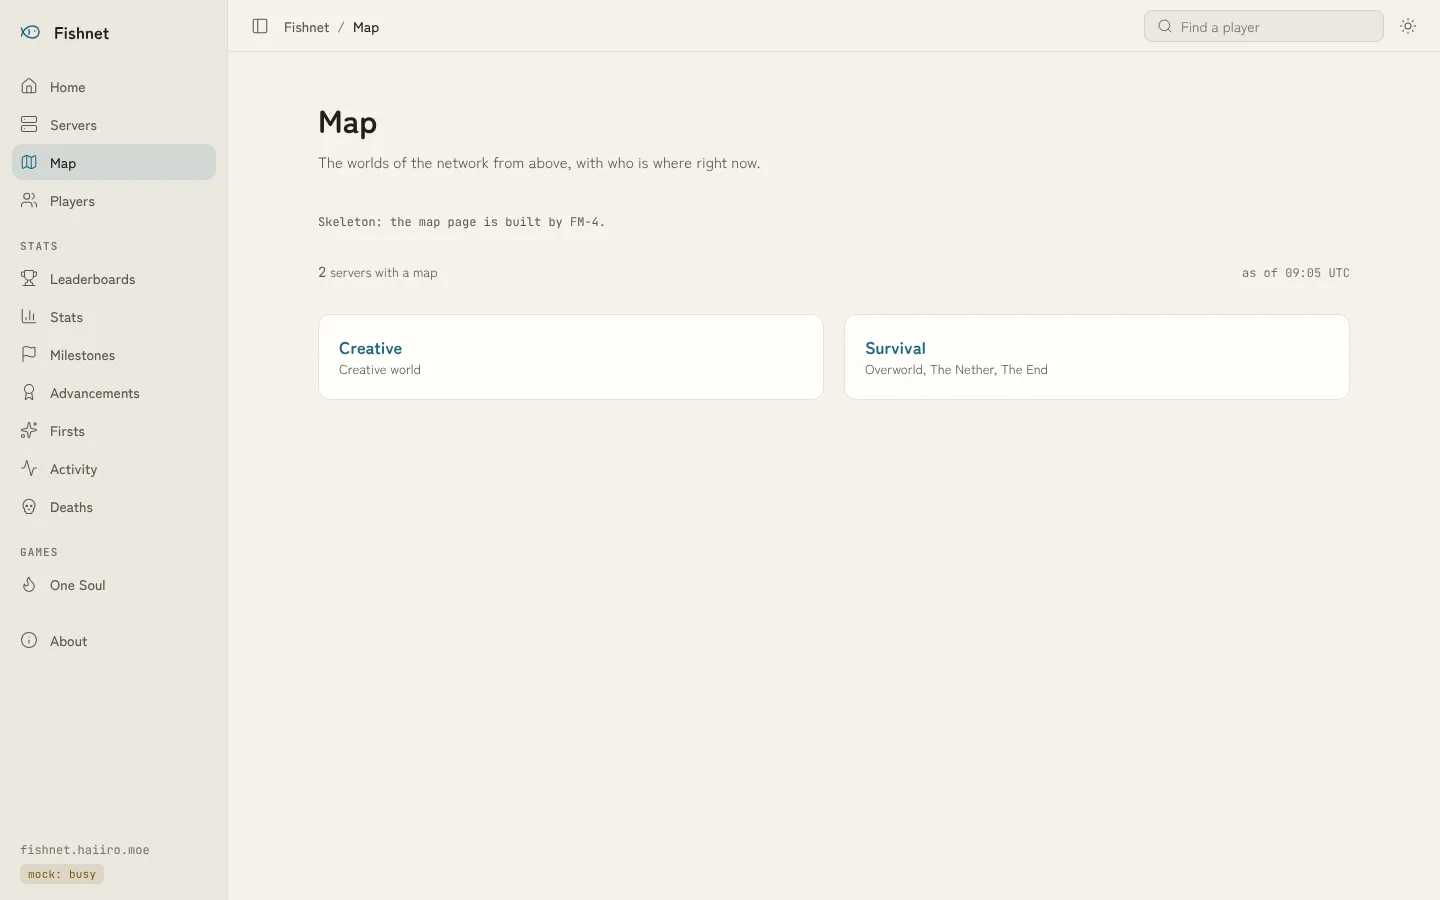 Fishnet
Home
Servers
Map
Players
STATS
Leaderboards
Stats
Milestones
Advancements
Firsts
Activity
Deaths
GAMES
One Soul
About
fishnet.haiiro.moe
mock: busy
Fishnet / Map
Find a player
Map
The worlds of the network from above, with who is where right now.
Skeleton: the map page is built by FM-4.
2 servers with a map
as of 09:05 UTC
Creative
Creative world
Survival
Overworld, The Nether, The End